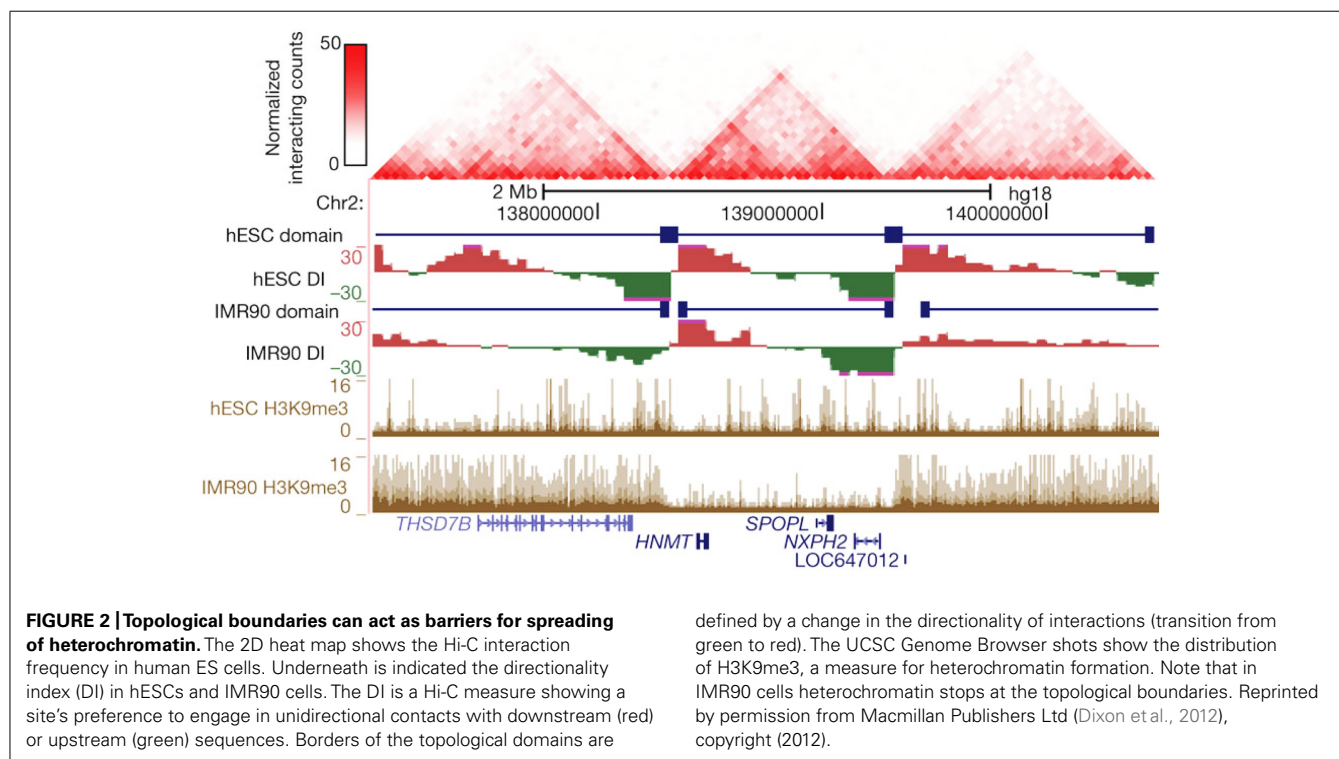 50
Normalized
interacting counts
0
2 Mb
hg18
Chr2:
138000000
139000000
140000000
hESC domain
30
hESC DI
−30
IMR90 domain
30
IMR90 DI
−30
16
hESC H3K9me3
0
16
IMR90 H3K9me3
0
THSD7B
SPOPL
HNMT
NXPH2
LOC647012
FIGURE 2 | Topological boundaries can act as barriers for spreading
of heterochromatin. The 2D heat map shows the Hi-C interaction
frequency in human ES cells. Underneath is indicated the directionality
index (DI) in hESCs and IMR90 cells. The DI is a Hi-C measure showing a
site's preference to engage in unidirectional contacts with downstream (red)
or upstream (green) sequences. Borders of the topological domains are
defined by a change in the directionality of interactions (transition from
green to red). The UCSC Genome Browser shots show the distribution
of H3K9me3, a measure for heterochromatin formation. Note that in
IMR90 cells heterochromatin stops at the topological boundaries. Reprinted
by permission from Macmillan Publishers Ltd (Dixon et al., 2012),
copyright (2012).